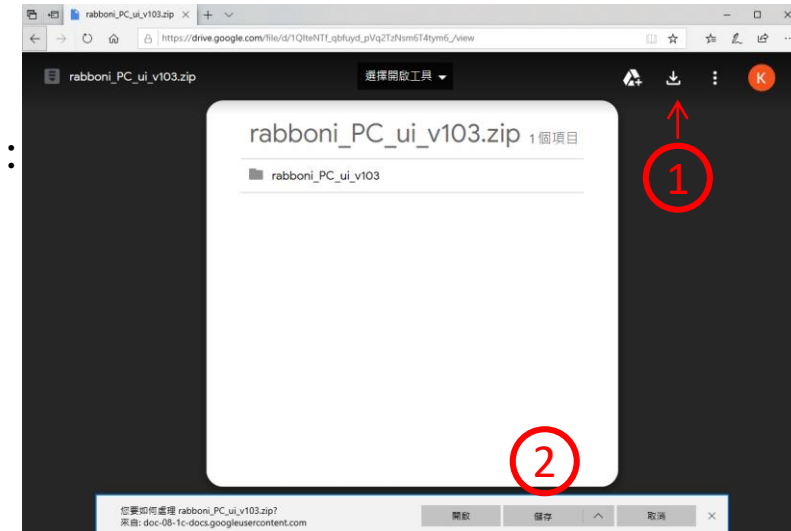 rabboni_PC_ui_v103.zip
https://drive.google.com/file/d/1QIteNTf_qbfuyd_pVq2TzNsm6T4tym6_/view
rabboni_PC_ui_v103.zip
選擇開啟工具
K
:
rabboni_PC_ui_v103.zip 1 個項目
rabboni_PC_ui_v103
1
2
您要如何處理 rabboni_PC_ui_v103.zip?
來自: doc-08-1c-docs.googleusercontent.com
開啟
儲存
取消